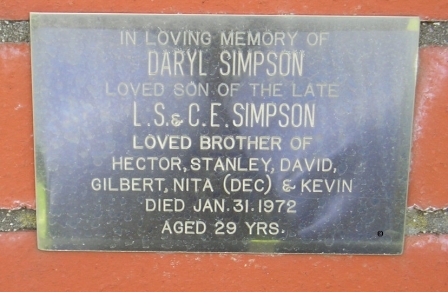 IN LOVING MEMORY OF
DARYL SIMPSON
LOVED SON OF THE LATE
L.S. & C.E. SIMPSON
LOVED BROTHER OF
HECTOR, STANLEY, DAVID,
GILBERT, NITA (DEC) & KEVIN
DIED JAN. 31. 1972
AGED 29 YRS.